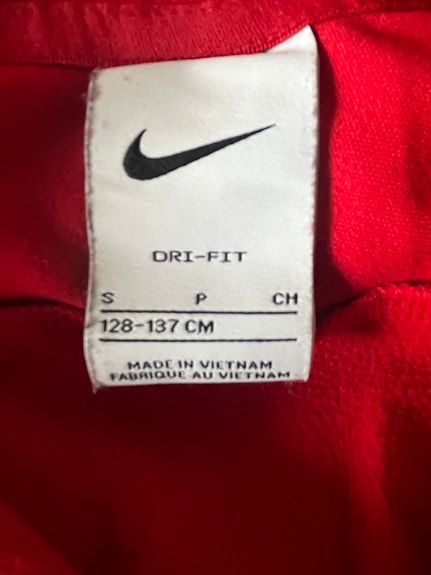 DRI-FIT
S P CH
128-137 CM
MADE IN VIETNAM
FABRIQUE AU VIETNAM